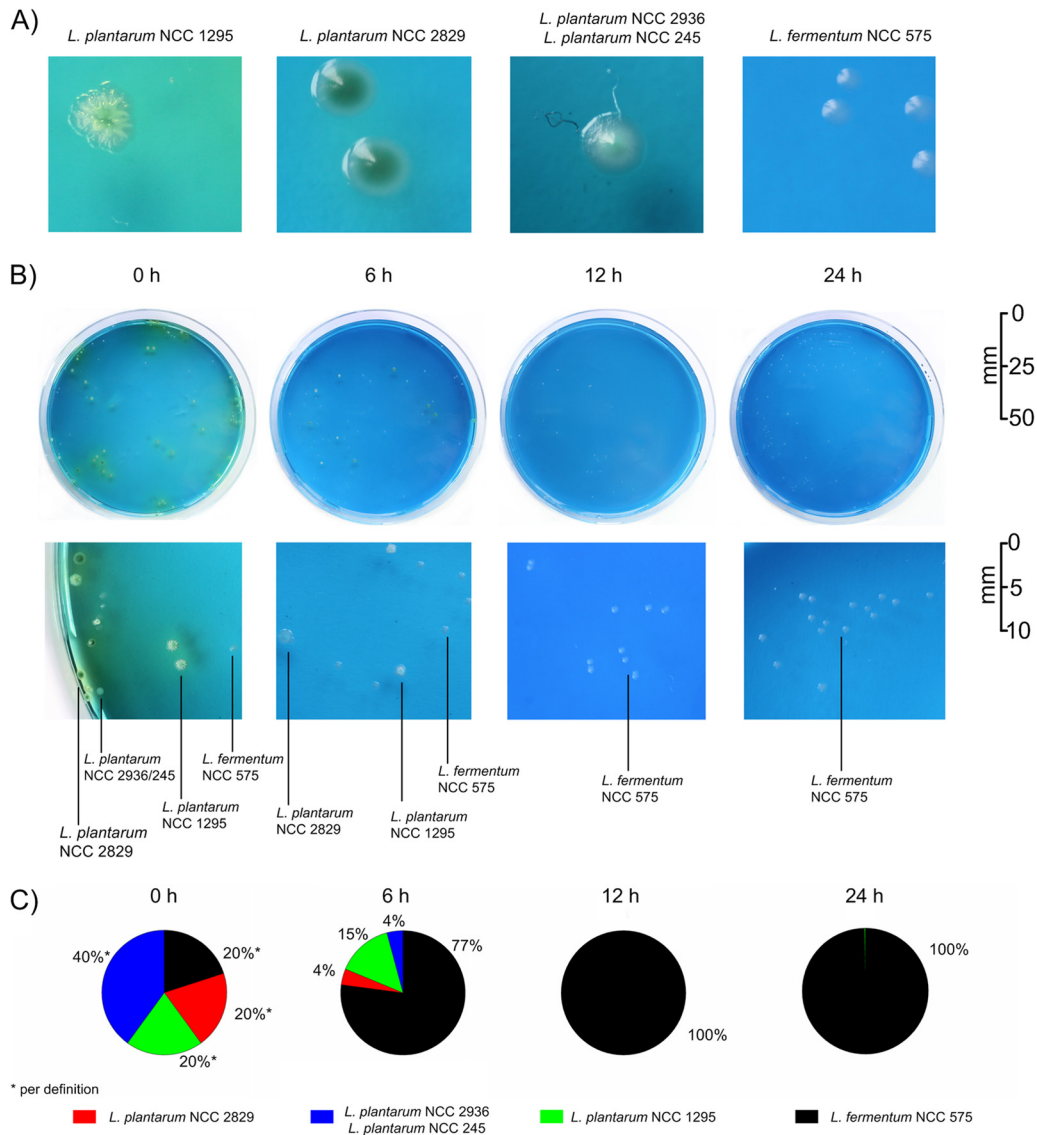 A)
L. plantarum NCC 1295
L. plantarum NCC 2829
L. plantarum NCC 2936
L. plantarum NCC 245
L. fermentum NCC 575
B)
0 h
6 h
12 h
24 h
0
25
50
mm
0
5
10
mm
L. plantarum
NCC 2936/245
L. fermentum
NCC 575
L. plantarum
NCC 1295
L. plantarum
NCC 2829
L. fermentum
NCC 575
L. plantarum
NCC 2829
L. plantarum
NCC 1295
L. fermentum
NCC 575
L. fermentum
NCC 575
C)
0 h
6 h
12 h
24 h
40%*
20%*
20%*
20%*
4%
15%
4%
77%
100%
100%
* per definition
L. plantarum NCC 2829
L. plantarum NCC 2936
L. plantarum NCC 245
L. plantarum NCC 1295
L. fermentum NCC 575